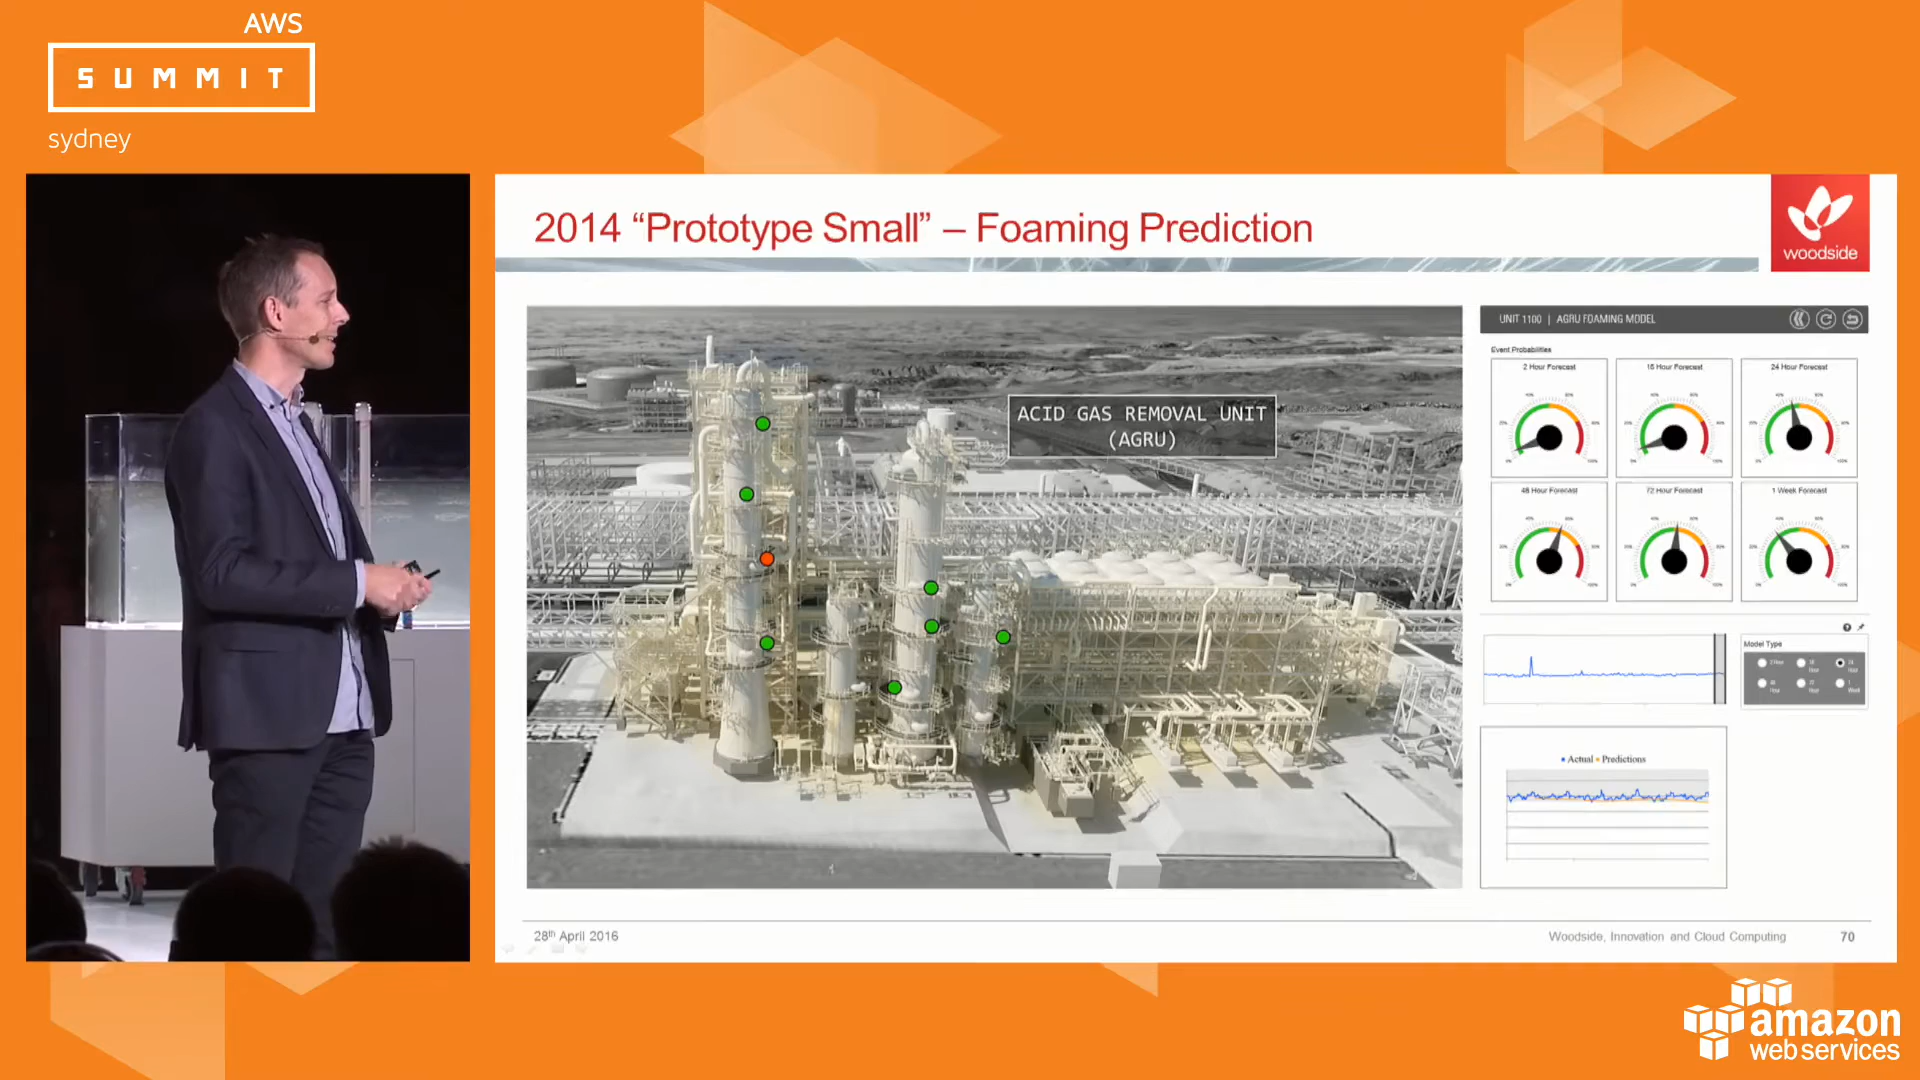 AWS
SUMMIT
sydney
2014 “Prototype Small” – Foaming Prediction
woodside
ACID GAS REMOVAL UNIT
(AGRU)
UNIT 1100 | AGRU FOAMING MODEL
Event Probabilities
2 Hour Forecast
16 Hour Forecast
24 Hour Forecast
48 Hour Forecast
72 Hour Forecast
1 Week Forecast
Model Type
Actual
Predictions
28th April 2016
Woodside, Innovation and Cloud Computing
70
amazon
web services